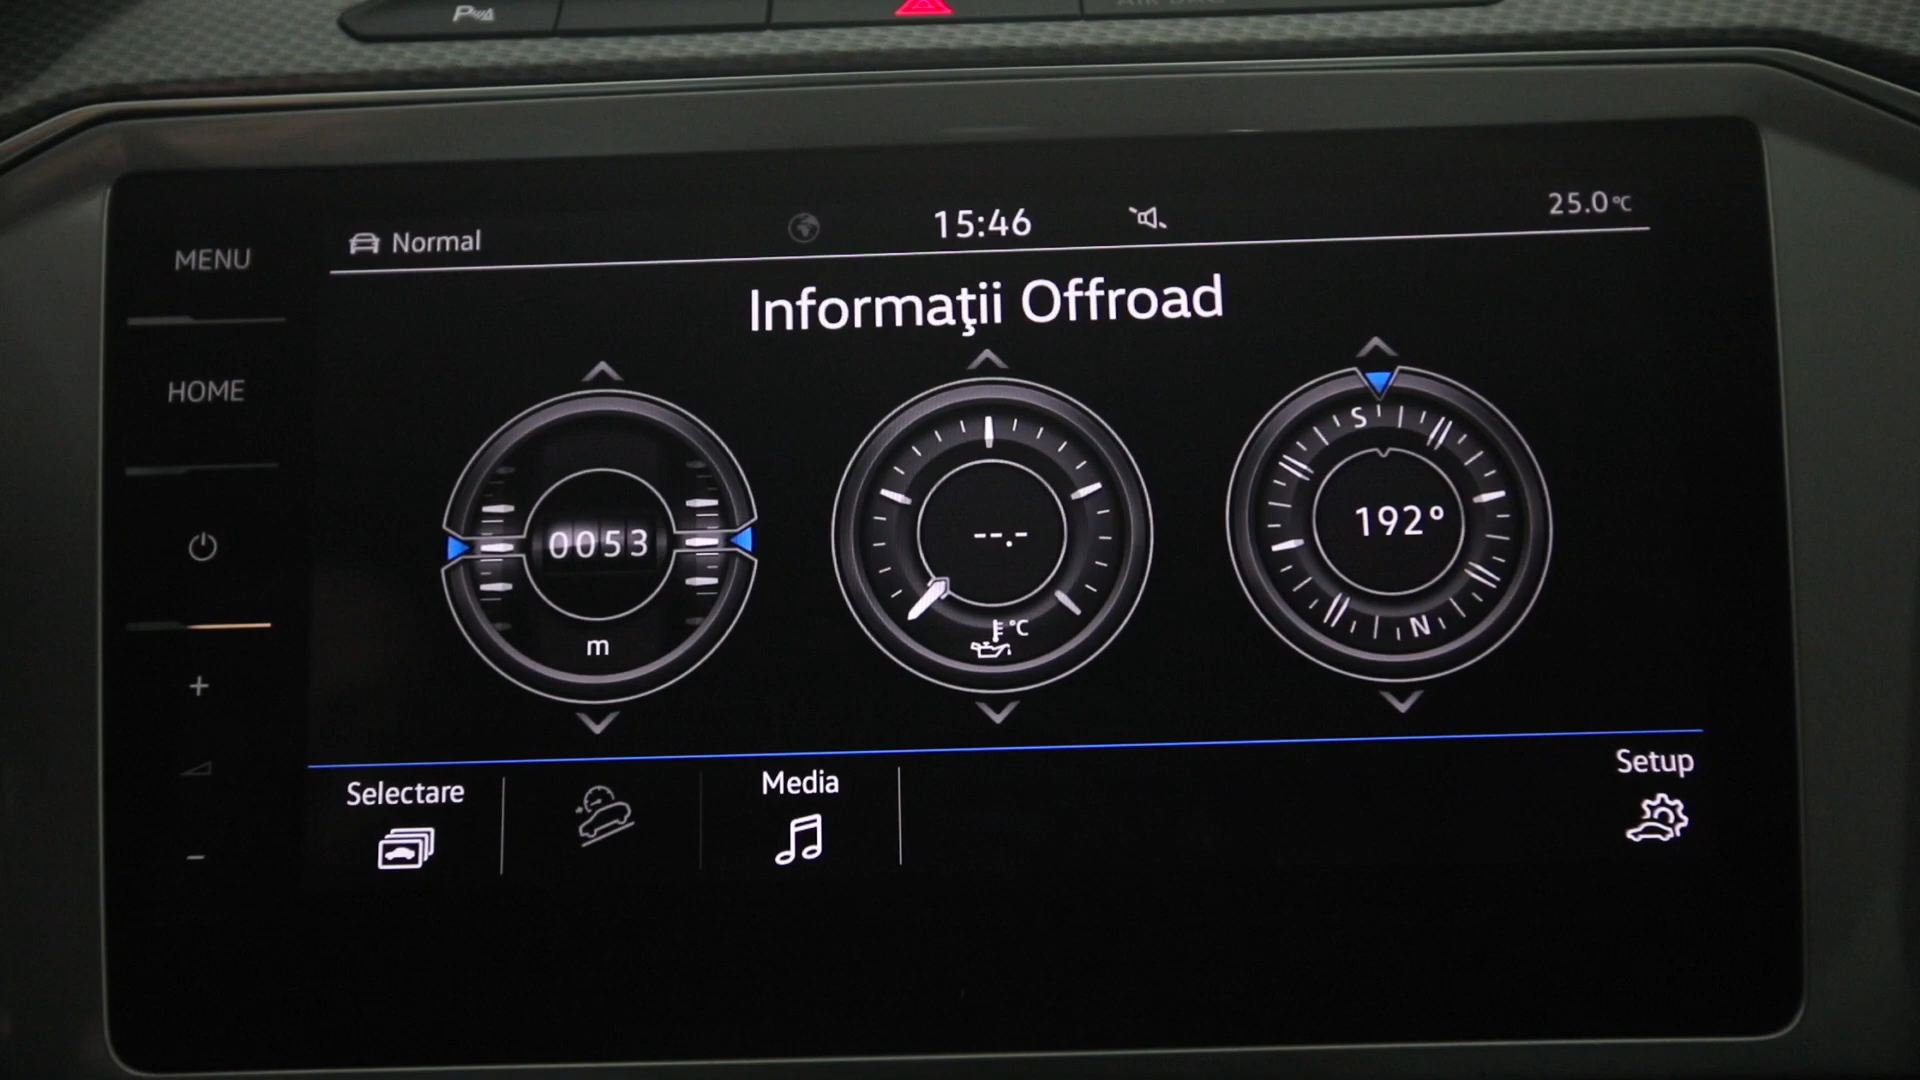 MENU
HOME
Normal
15:46
25.0°C
Informaţii Offroad
0053
m
--.-
°C
S
192°
N
Selectare
Media
Setup
+
-